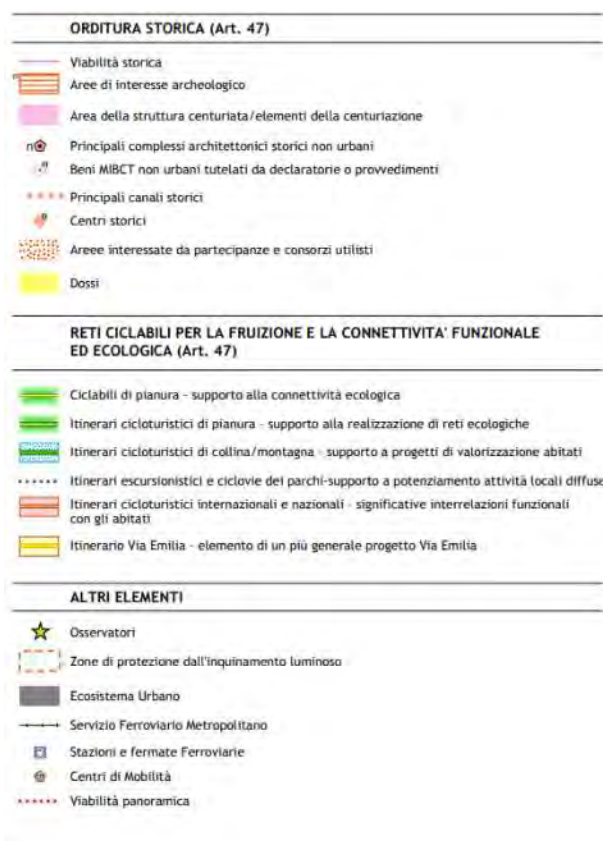 ORDITURA STORICA (Art. 47)
Viabilità storica
Aree di interesse archeologico
Area della struttura centuriata/elementi della centuriazione
n Principali complessi architettonici storici non urbani
Beni MIBCT non urbani tutelati da declaratorie o provvedimenti
Principali canali storici
Centri storici
Areee interessate da partecipanze e consorzi utilisti
Dossi
RETI CICLABILI PER LA FRUIZIONE E LA CONNETTIVITA' FUNZIONALE
ED ECOLOGICA (Art. 47)
Ciclabili di pianura - supporto alla connettività ecologica
Itinerari cicloturistici di pianura - supporto alla realizzazione di reti ecologiche
Itinerari cicloturistici di collina/montagna - supporto a progetti di valorizzazione abitati
Itinerari escursionistici e ciclovie dei parchi-supporto a potenziamento attività locali diffuse
Itinerari cicloturistici internazionali e nazionali - significative interrelazioni funzionali
con gli abitati
Itinerario Via Emilia - elemento di un più generale progetto Via Emilia
ALTRI ELEMENTI
Osservatori
Zone di protezione dall'inquinamento luminoso
Ecosistema Urbano
Servizio Ferroviario Metropolitano
Stazioni e fermate Ferroviarie
Centri di Mobilità
Viabilità panoramica